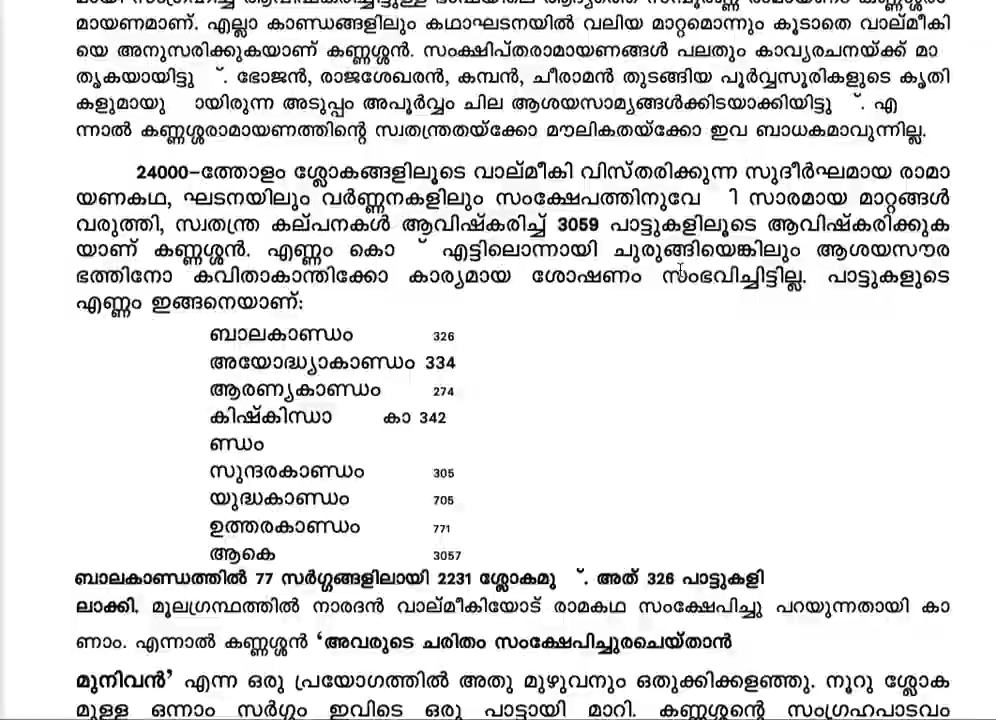 മായണമാണ്. എല്ലാ കാണ്ഡങ്ങളിലും കഥാഘടനയിൽ വലിയ മാറ്റമൊന്നും കൂടാതെ വാല്മീകി
യെ അനുസരിക്കുകയാണ് കണ്ണശ്ശൻ. സംക്ഷിപ്തരാമായണങ്ങൾ പലതും കാവ്യരചനയ്ക്ക് മാ
തൃകയായിട്ടു ്. ഭോജൻ, രാജശേഖരൻ, കമ്പൻ, ചീരാമൻ തുടങ്ങിയ പൂർവ്വസൂരികളുടെ കൃതി
കളുമായു ായിരുന്ന അടുപ്പം അപൂർവ്വം ചില ആശയസാമ്യങ്ങൾക്കിടയാക്കിയിട്ടു ്. എ
ന്നാൽ കണ്ണശ്ശരാമായണത്തിന്റെ സ്വതന്ത്രതയ്ക്കോ മൗലികതയ്ക്കോ ഇവ ബാധകമാവുന്നില്ല.
24000-ത്തോളം ശ്ലോകങ്ങളിലൂടെ വാല്മീകി വിസ്തരിക്കുന്ന സുദീർഘമായ രാമാ
യണകഥ, ഘടനയിലും വർണ്ണനകളിലും സംക്ഷേപത്തിനുവേ ി സാരമായ മാറ്റങ്ങൾ
വരുത്തി, സ്വതന്ത്ര കല്പനകൾ ആവിഷ്കരിച്ച് 3059 പാട്ടുകളിലൂടെ ആവിഷ്കരിക്കുക
യാണ് കണ്ണശ്ശൻ. എണ്ണം കൊ ് എട്ടിലൊന്നായി ചുരുങ്ങിയെങ്കിലും ആശയസൗര
ഭത്തിനോ കവിതാകാന്തിക്കോ കാര്യമായ ശോഷണം സംഭവിച്ചിട്ടില്ല. പാട്ടുകളുടെ
എണ്ണം ഇങ്ങനെയാണ്:
ബാലകാണ്ഡം 326
അയോദ്ധ്യാകാണ്ഡം 334
ആരണ്യകാണ്ഡം 274
കിഷ്കിന്ധാ കാ 342
ണ്ഡം
സുന്ദരകാണ്ഡം 305
യുദ്ധകാണ്ഡം 705
ഉത്തരകാണ്ഡം 771
ആകെ 3057
ബാലകാണ്ഡത്തിൽ 77 സർഗ്ഗങ്ങളിലായി 2231 ശ്ലോകമു ്. അത് 326 പാട്ടുകളി
ലാക്കി. മൂലഗ്രന്ഥത്തിൽ നാരദൻ വാല്മീകിയോട് രാമകഥ സംക്ഷേപിച്ചു പറയുന്നതായി കാ
ണാം. എന്നാൽ കണ്ണശ്ശൻ ‘അവരുടെ ചരിതം സംക്ഷേപിച്ചുരചെയ്താൻ
മുനിവൻ’ എന്ന ഒരു പ്രയോഗത്തിൽ അതു മുഴുവനും ഒതുക്കിക്കളഞ്ഞു. നൂറു ശ്ലോക
മുള്ള ഒന്നാം സർഗ്ഗം ഇവിടെ ഒരു പാട്ടായി മാറി. കണ്ണശ്ശന്റെ സംഗ്രഹപാടവം